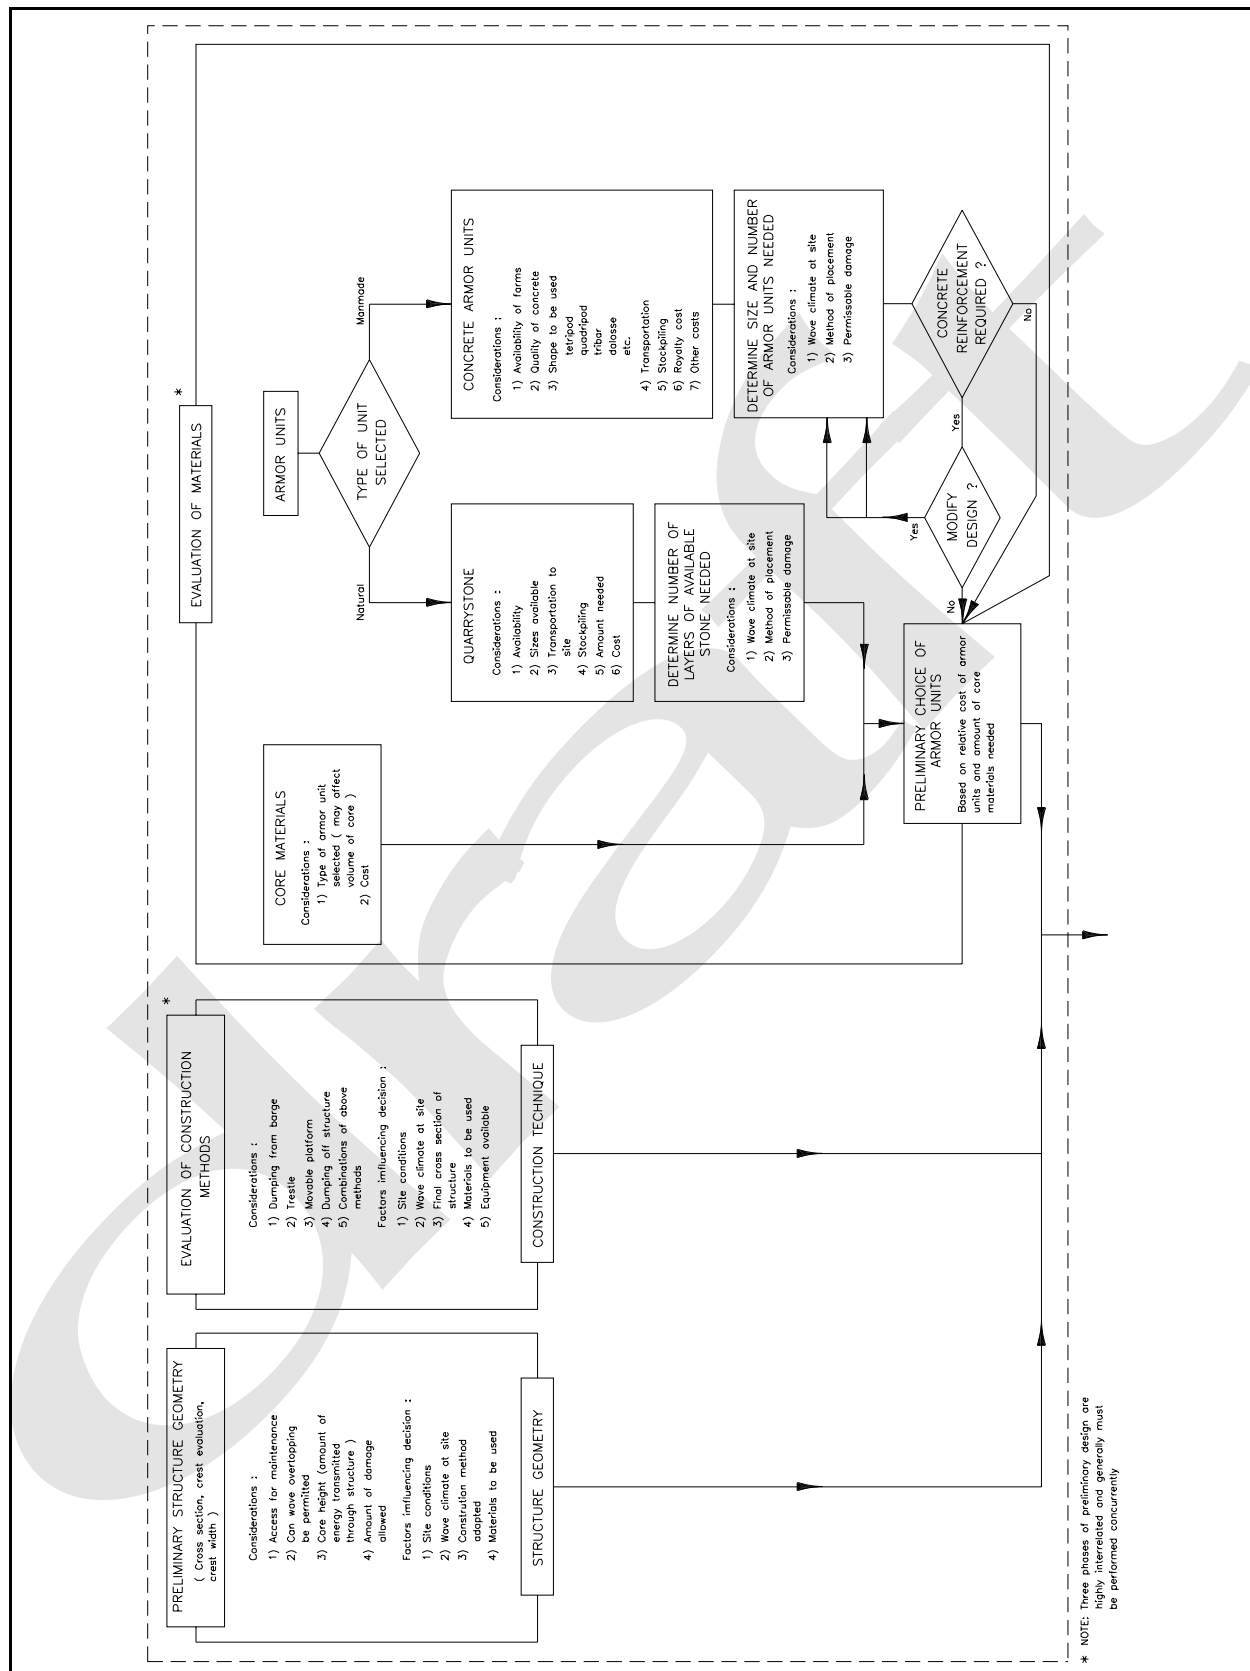 PRELIMINARY STRUCTURE GEOMETRY
( Cross section, crest evaluation,
crest width )
Considerations :
1) Access for maintenance
2) Can wave overtopping
be permitted
3) Core height (amount of
energy transmitted
through structure )
4) Amount of damage
allowed
Factors imfluencing decision :
1) Site conditions
2) Wave climate at site
3) Constrution method
adopted
4) Materials to be used
STRUCTURE GEOMETRY
*
EVALUATION OF CONSTRUCTION
METHODS
Considerations :
1) Dumping from barge
2) Trestle
3) Movable platform
4) Dumping off structure
5) Combinations of above
methods
Factors imfluencing decision :
1) Site conditions
2) Wave climate at site
3) Final cross section of
structure
4) Materials to be used
5) Equipment available
CONSTRUCTION TECHNIQUE
*
EVALUATION OF MATERIALS
CORE MATERIALS
Considerations :
1) Type of armor unit
selected ( may affect
volume of core )
2) Cost
ARMOR UNITS
TYPE OF UNIT
SELECTED
Natural
Manmade
QUARRYSTONE
Considerations :
1) Availability
2) Sizes available
3) Transportation to
site
4) Stockpiling
5) Amount needed
6) Cost
DETERMINE NUMBER OF
LAYERS OF AVAILABLE
STONE NEEDED
Considerations :
1) Wave climate at site
2) Method of placement
3) Permissable damage
CONCRETE ARMOR UNITS
Considerations :
1) Availability of forms
2) Quality of concrete
3) Shape to be used
tetripod
quadripod
tribar
dolosse
etc.
4) Transportation
5) Stockpiling
6) Royalty cost
7) Other costs
DETERMINE SIZE AND NUMBER
OF ARMOR UNITS NEEDED
Considerations :
1) Wave climate at site
2) Method of placement
3) Permissable damage
CONCRETE
REINFORCEMENT
REQUIRED ?
Yes
No
MODIFY
DESIGN ?
Yes
No
PRELIMINARY CHOICE OF
ARMOR UNITS
Based on relative cost of armor
units and amount of core
materials needed
* NOTE: Three phases of preliminary design are
highly interrelated and generally must
be performed concurrently
draft